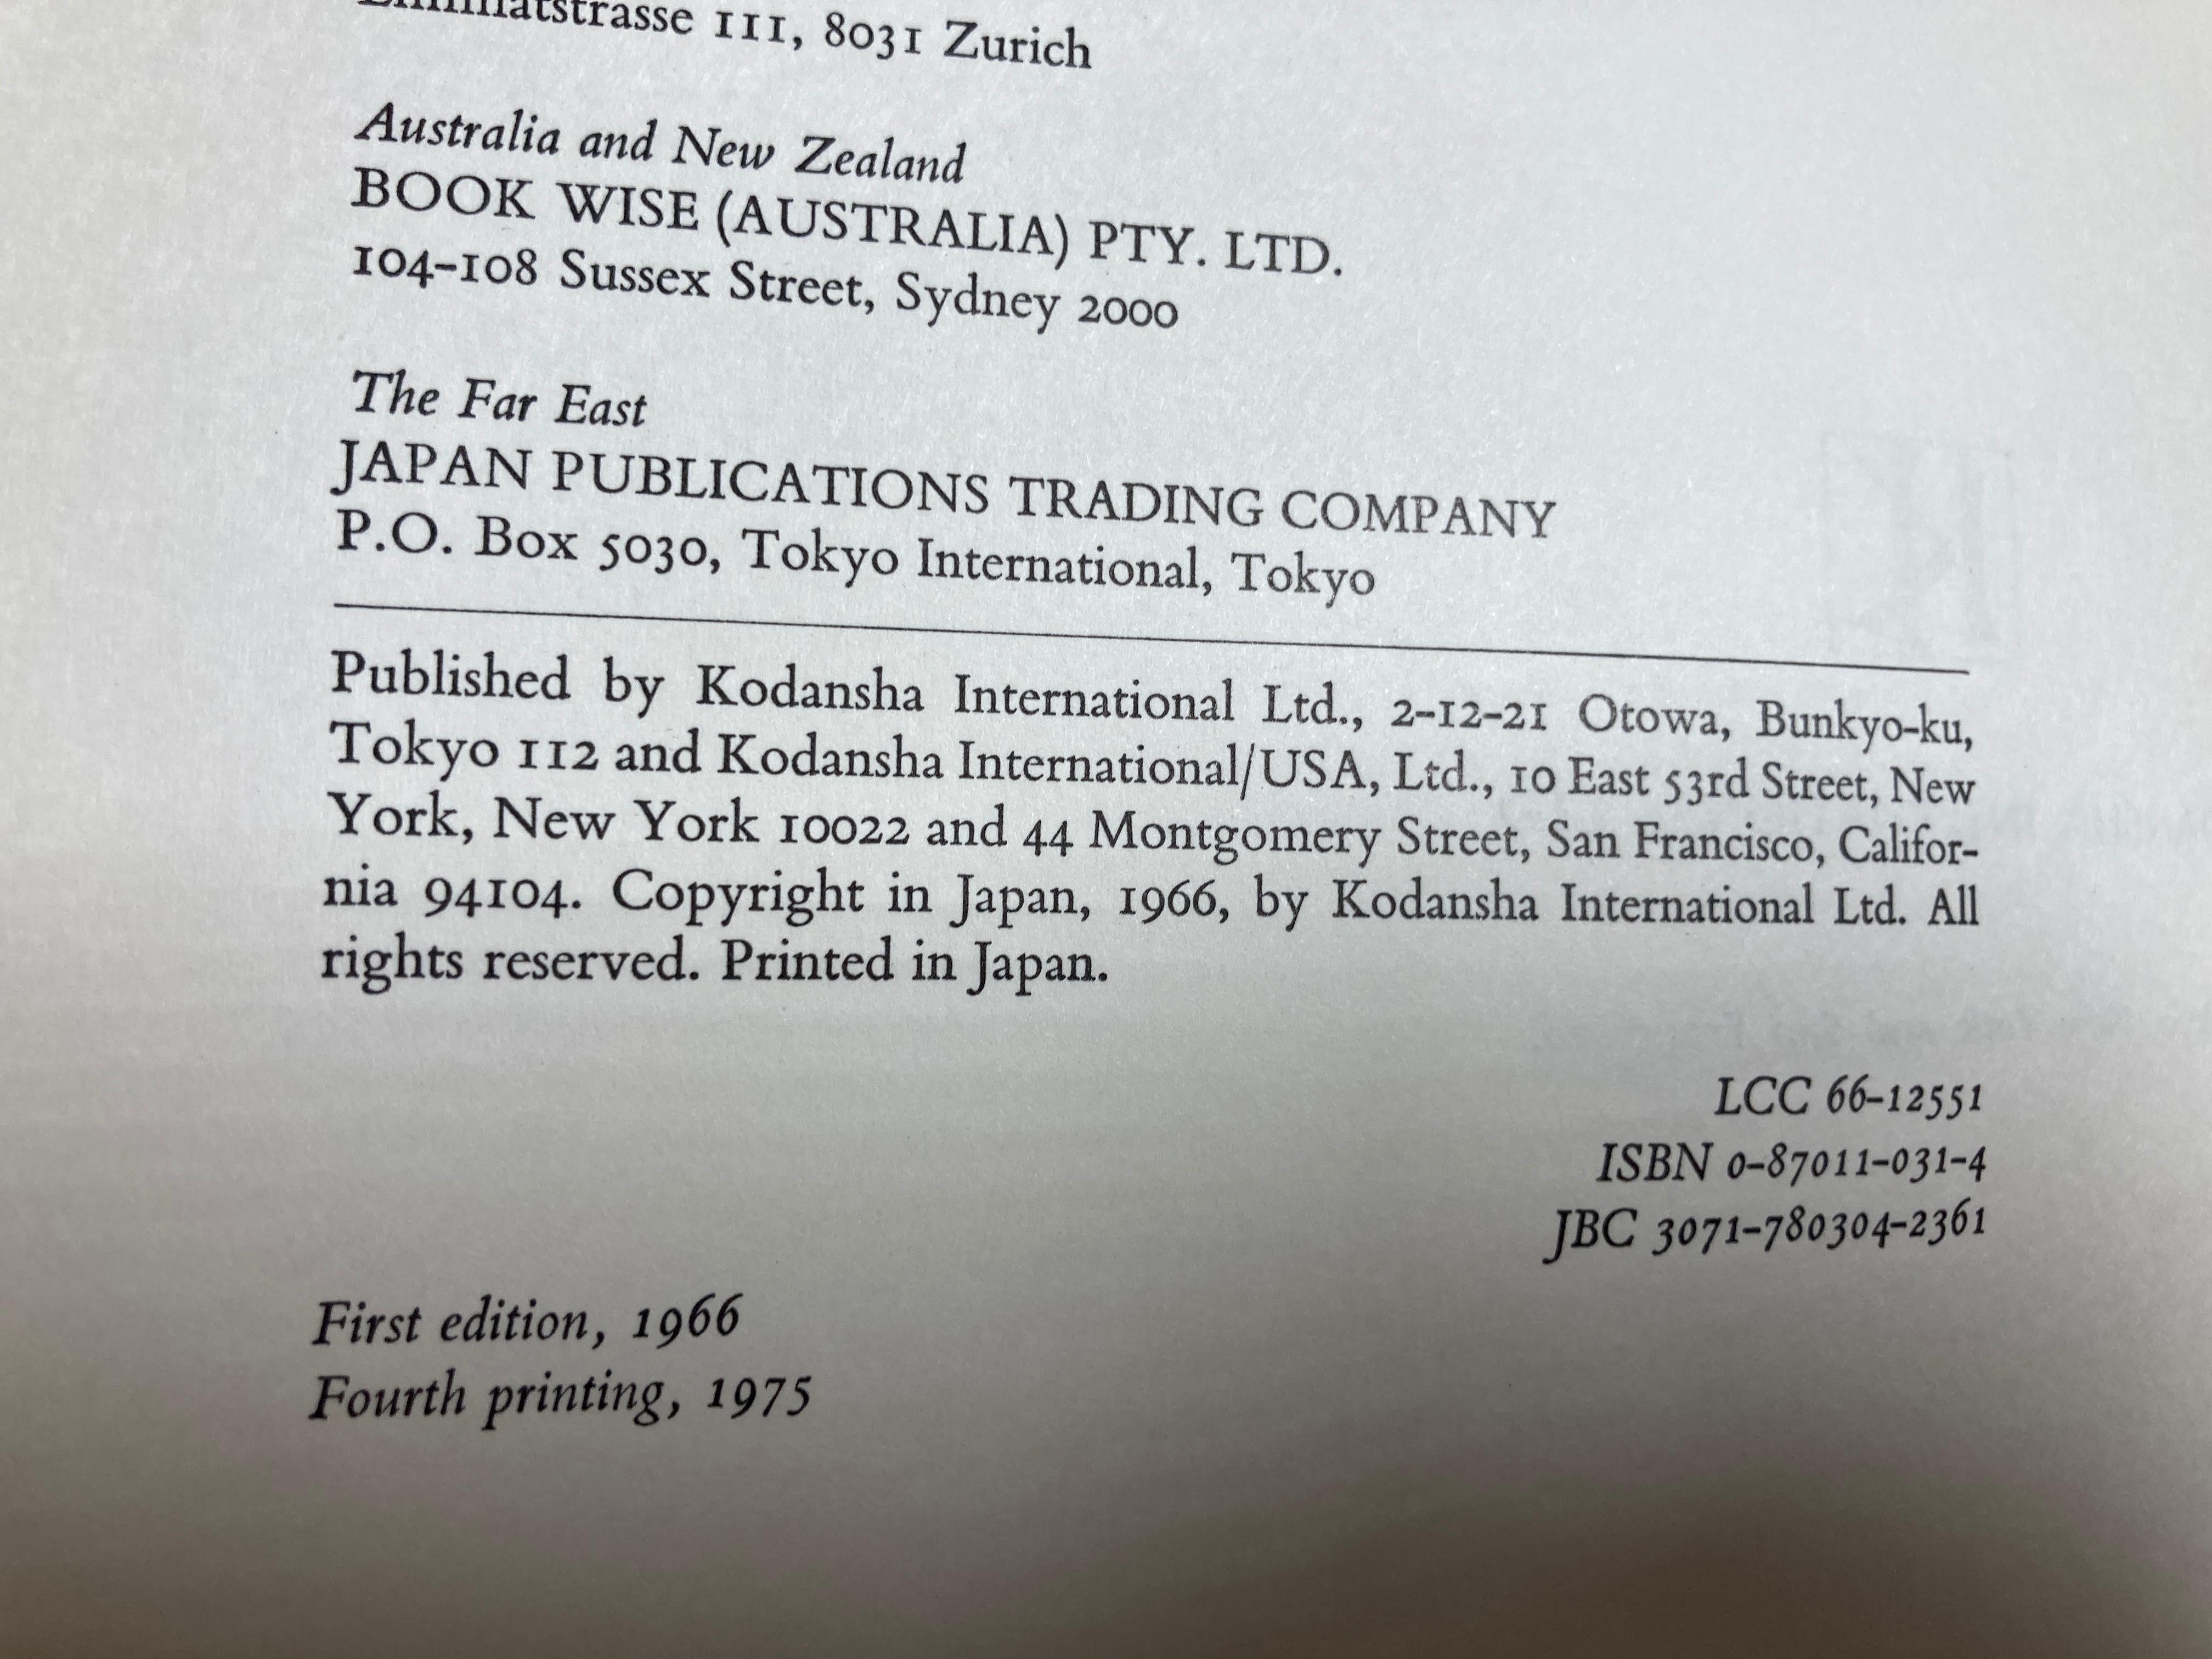 111, 8031 Zurich
Australia and New Zealand
BOOK WISE (AUSTRALIA) PTY. LTD.
104–108 Sussex Street, Sydney 2000
The Far East
JAPAN PUBLICATIONS TRADING COMPANY
P.O. Box 5030, Tokyo International, Tokyo
Published by Kodansha International Ltd., 2–12–21 Otowa, Bunkyo-ku,
Tokyo 112 and Kodansha International/USA, Ltd., 10 East 53rd Street, New
York, New York 10022 and 44 Montgomery Street, San Francisco, Califor-
nia 94104. Copyright in Japan, 1966, by Kodansha International Ltd. All
rights reserved. Printed in Japan.
LCC 66–12551
ISBN 0–87011–031–4
JBC 3071–780304–2361
First edition, 1966
Fourth printing, 1975